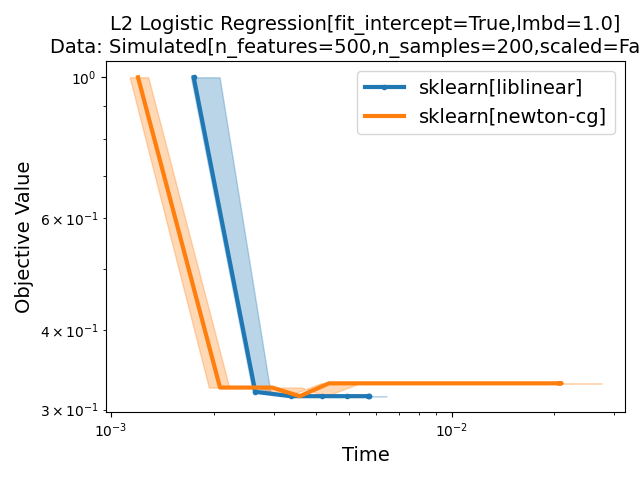 L2 Logistic Regression[fit_intercept=True,lmbd=1.0]
Data: Simulated[n_features=500,n_samples=200,scaled=Fa
sklearn[liblinear]
sklearn[newton-cg]
Objective Value
10⁰
6 × 10⁻¹
4 × 10⁻¹
3 × 10⁻¹
10⁻³
10⁻²
Time